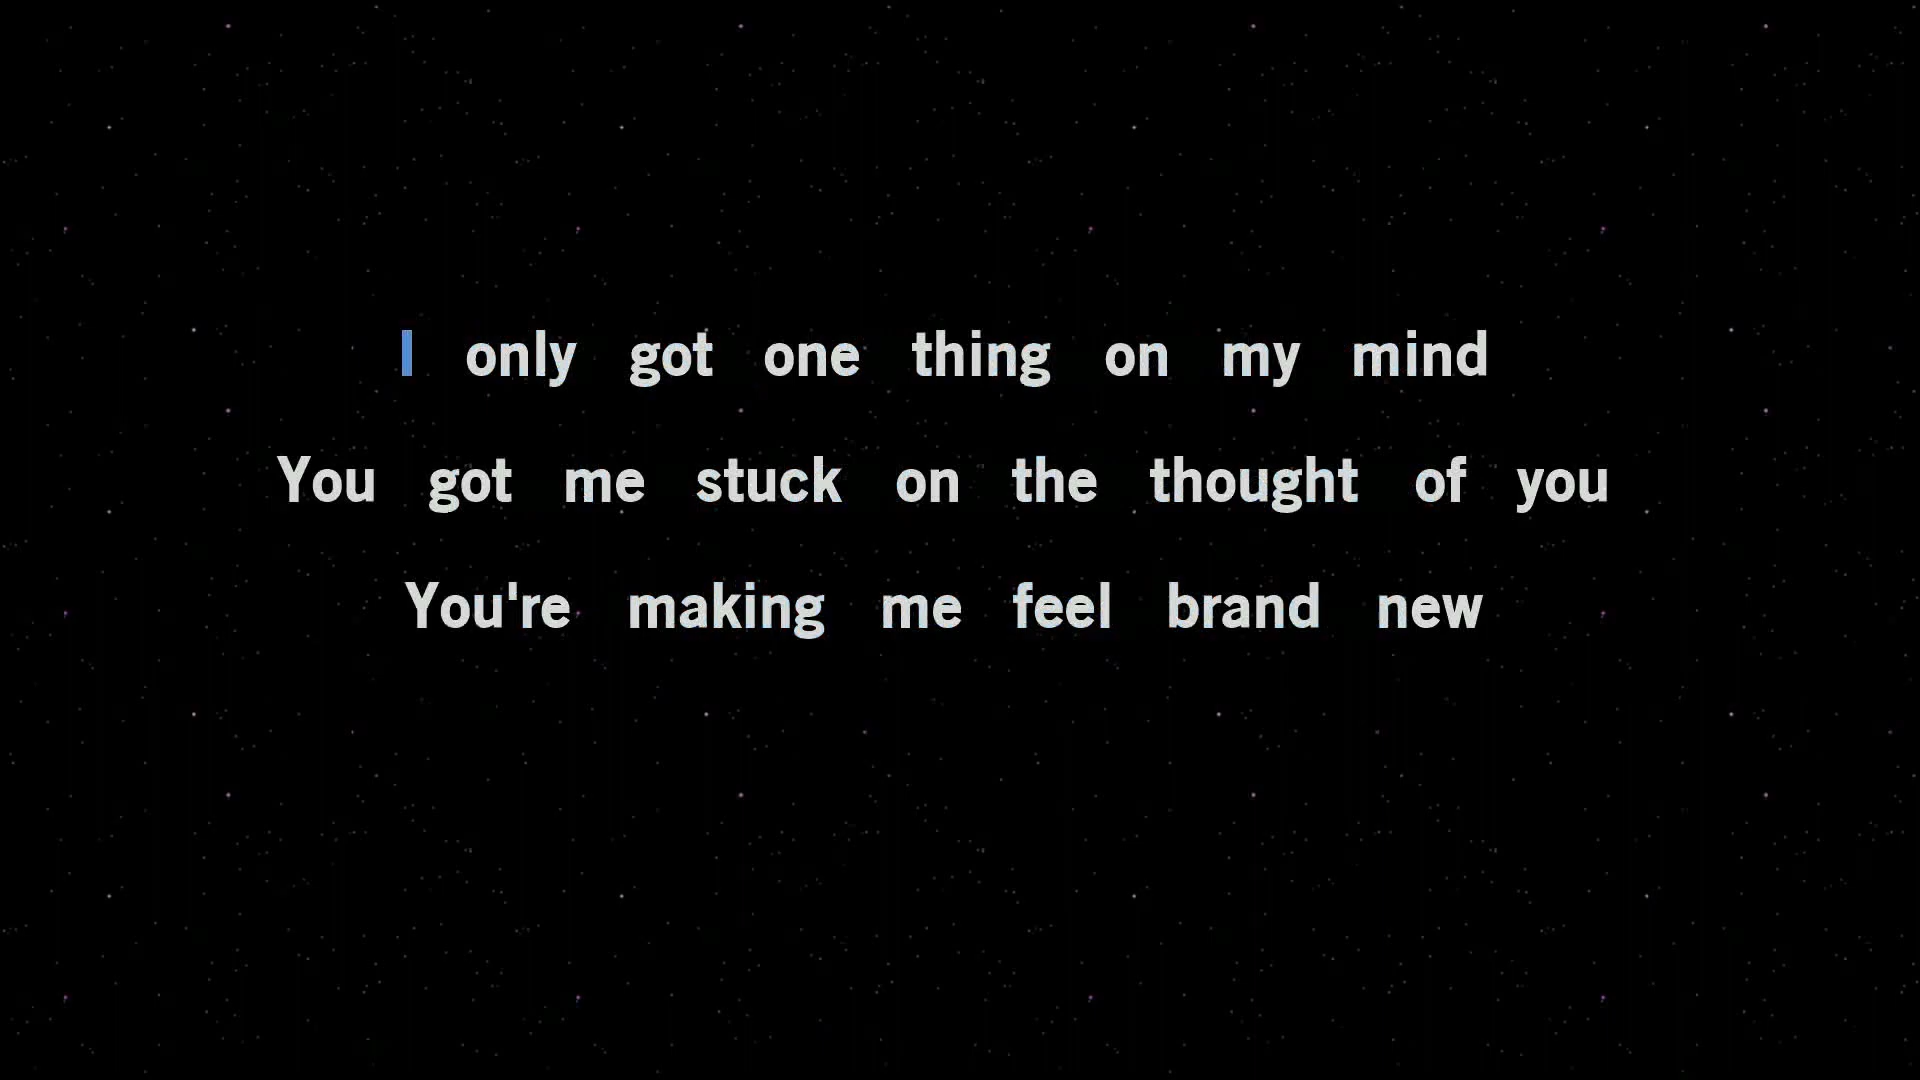 I only got one thing on my mind
You got me stuck on the thought of you
You're making me feel brand new